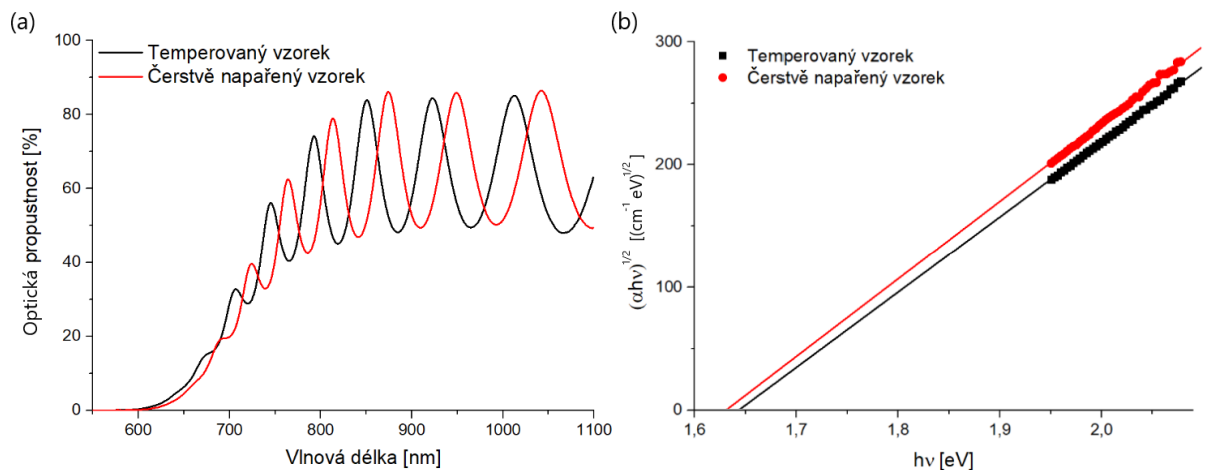 (a)
100
80
60
40
20
0
Optická propustnost [%]
Temperovaný vzorek
Čerstvě napařený vzorek
600
700
800
900
1000
1100
Vlnová délka [nm]
(b)
300
200
100
0
(αhν)^1/2 [(cm^-1 eV)^1/2]
Temperovaný vzorek
Čerstvě napařený vzorek
1,6
1,7
1,8
1,9
2,0
hν [eV]